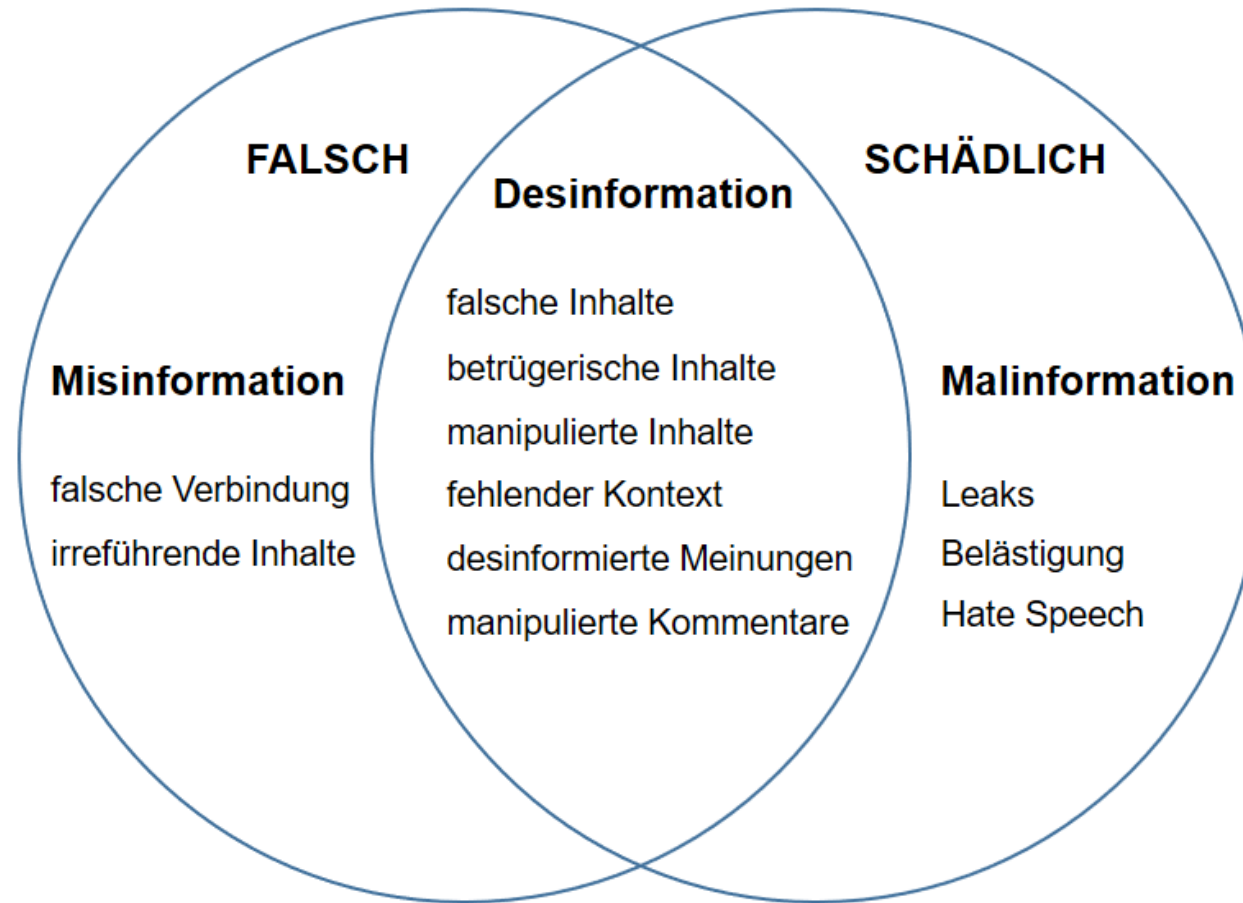 FALSCH
SCHÄDLICH
Desinformation
falsche Inhalte
betrügerische Inhalte
manipulierte Inhalte
fehlender Kontext
desinformierte Meinungen
manipulierte Kommentare
Misinformation
falsche Verbindung
irreführende Inhalte
Malinformation
Leaks
Belästigung
Hate Speech